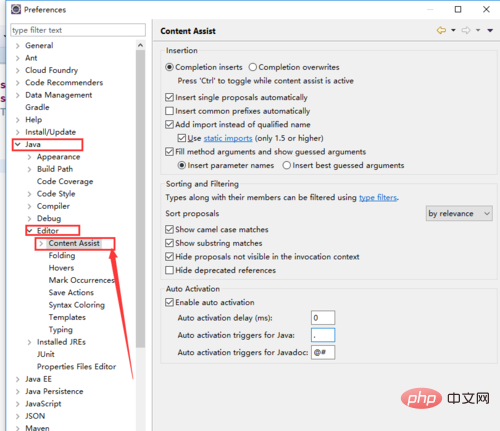 Preferences
type filter text
General
Ant
Cloud Foundry
Code Recommenders
Data Management
Gradle
Help
Install/Update
Java
Appearance
Build Path
Code Coverage
Code Style
Compiler
Debug
Editor
Content Assist
Folding
Hovers
Mark Occurrences
Save Actions
Syntax Coloring
Templates
Typing
Installed JREs
JUnit
Properties Files Editor
Java EE
Java Persistence
JavaScript
JSON
Maven
Content Assist
Insertion
Completion inserts Completion overwrites
Press 'Ctrl' to toggle while content assist is active
Insert single proposals automatically
Insert common prefixes automatically
Add import instead of qualified name
Use static imports (only 1.5 or higher)
Fill method arguments and show guessed arguments
Insert parameter names Insert best guessed arguments
Sorting and Filtering
Types along with their members can be filtered using type filters.
Sort proposals by relevance
Show camel case matches
Show substring matches
Hide proposals not visible in the invocation context
Hide deprecated references
Auto Activation
Enable auto activation
Auto activation delay (ms): 0
Auto activation triggers for Java: .
Auto activation triggers for Javadoc: @#
php 中文网